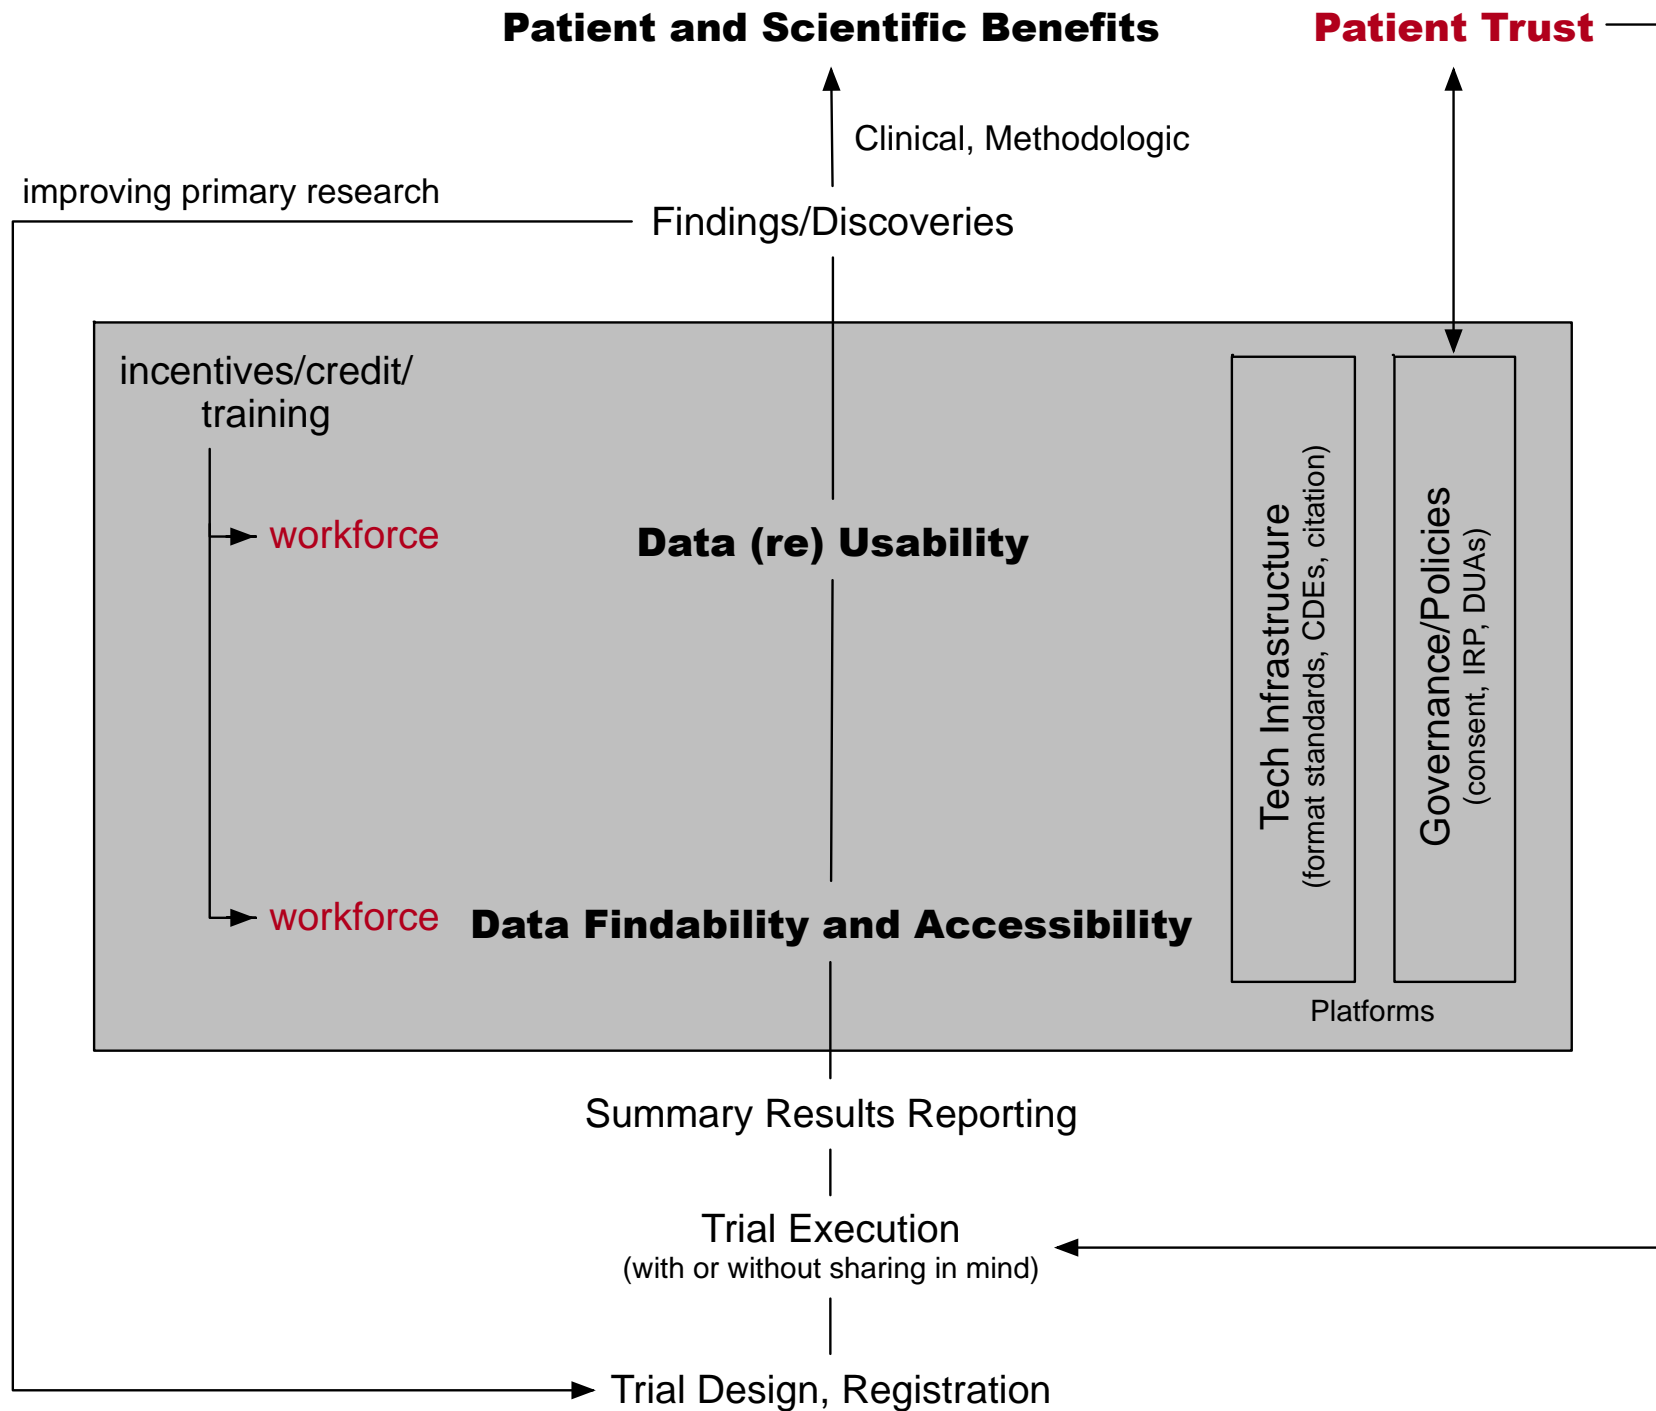 Patient and Scientific Benefits
Patient Trust
Clinical, Methodologic
improving primary research
Findings/Discoveries
incentives/credit/
training
workforce
Data (re) Usability
workforce
Data Findability and Accessibility
Tech Infrastructure
(format standards, CDEs, citation)
Governance/Policies
(consent, IRP, DUAs)
Platforms
Summary Results Reporting
Trial Execution
(with or without sharing in mind)
Trial Design, Registration